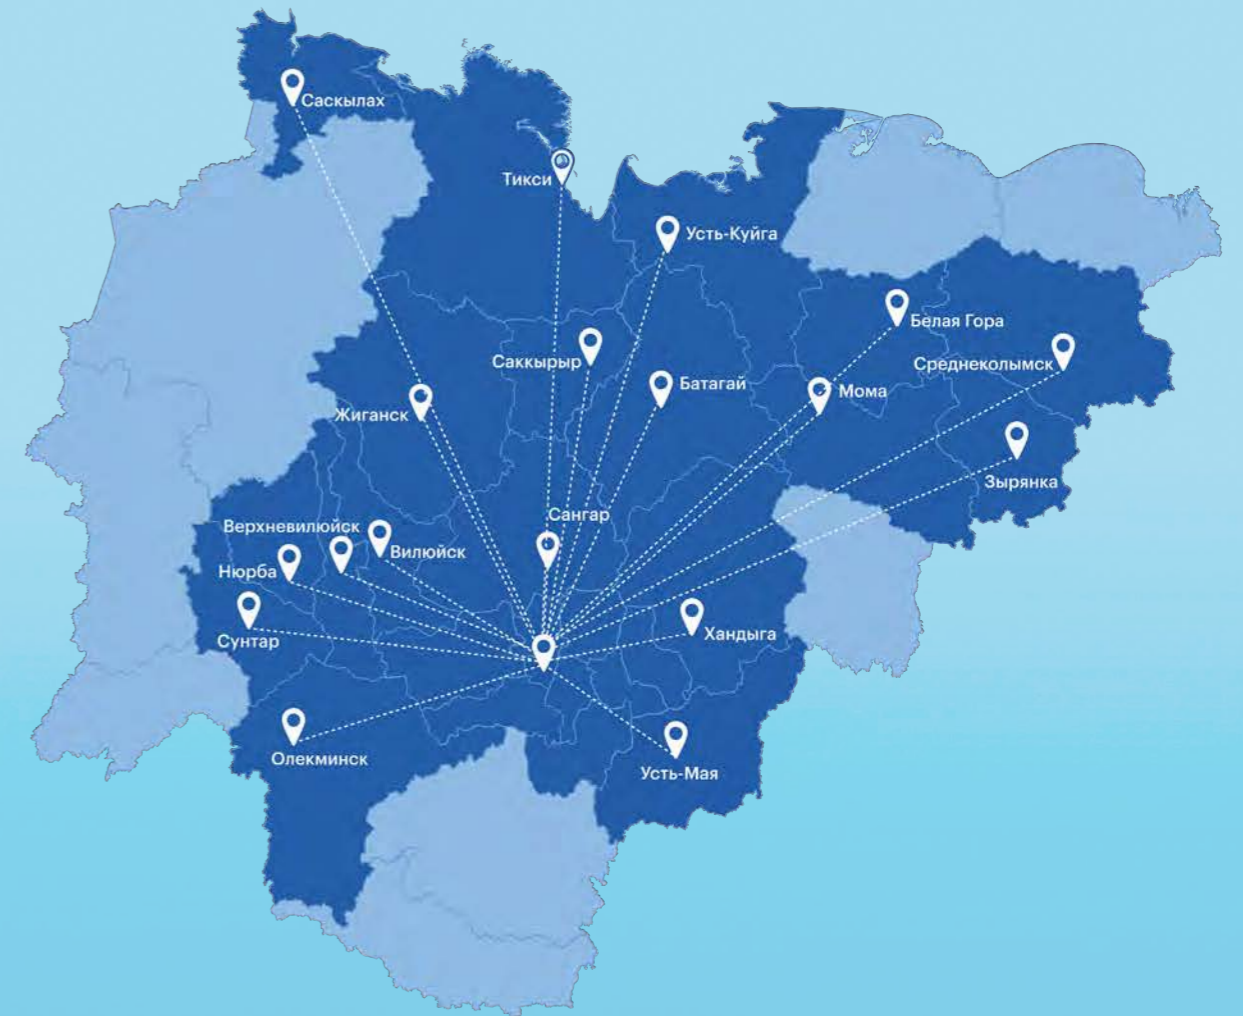 Саскылах
Тикси
Усть-Куйга
Белая Гора
Саккырыр
Среднеколымск
Батагай
Мома
Жиганск
Зырянка
Сангар
Верхневилюйск
Вилюйск
Нюрба
Хандыга
Сунтар
Олекминск
Усть-Мая